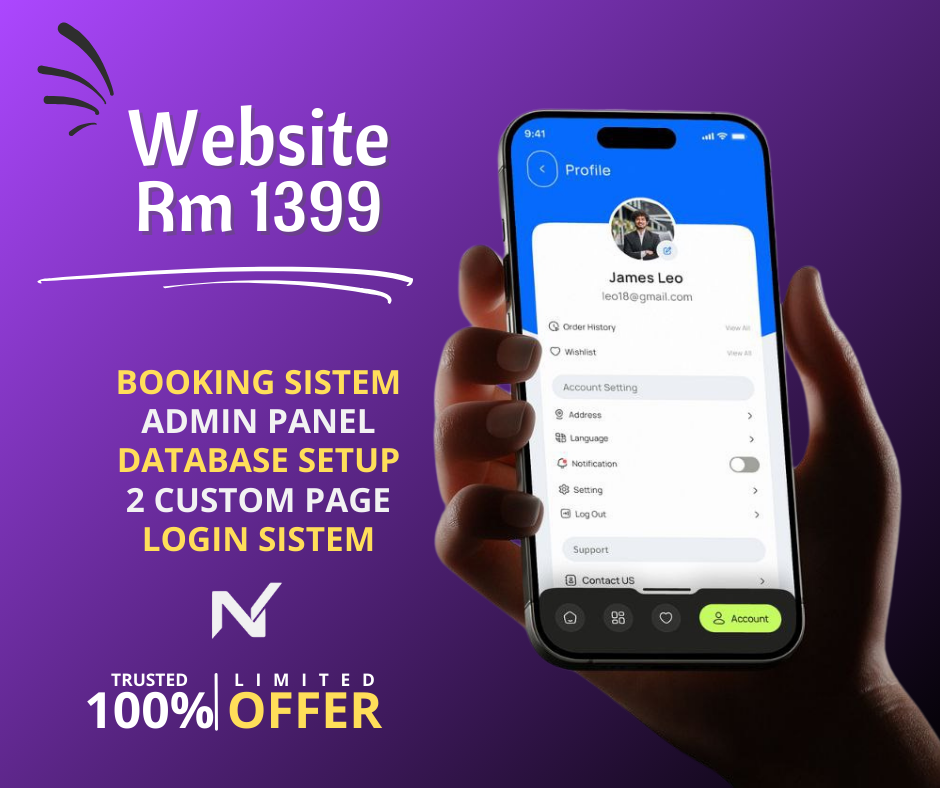 Website
Rm 1399
BOOKING SISTEM
ADMIN PANEL
DATABASE SETUP
2 CUSTOM PAGE
LOGIN SISTEM
N
TRUSTED
100%
LIMITED
OFFER
9:41
Profile
James Leo
leo18@gmail.com
Order History View All
Wishlist View All
Account Setting
Address
Language
Notification
Setting
Log Out
Support
Contact US
Account